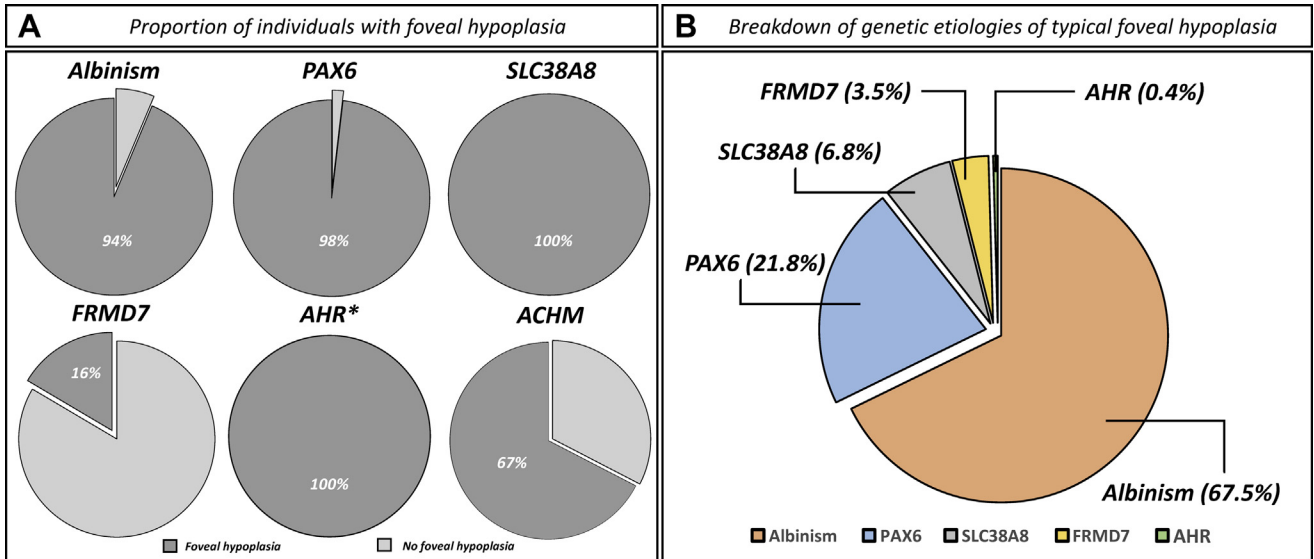 A Proportion of individuals with foveal hypoplasia
Albinism PAX6 SLC38A8
94% 98% 100%
FRMD7 AHR* ACHM
16%
100% 67%
Foveal hypoplasia No foveal hypoplasia
B Breakdown of genetic etiologies of typical foveal hypoplasia
FRMD7 (3.5%) AHR (0.4%)
SLC38A8 (6.8%)
PAX6 (21.8%)
Albinism (67.5%)
Albinism PAX6 SLC38A8 FRMD7 AHR